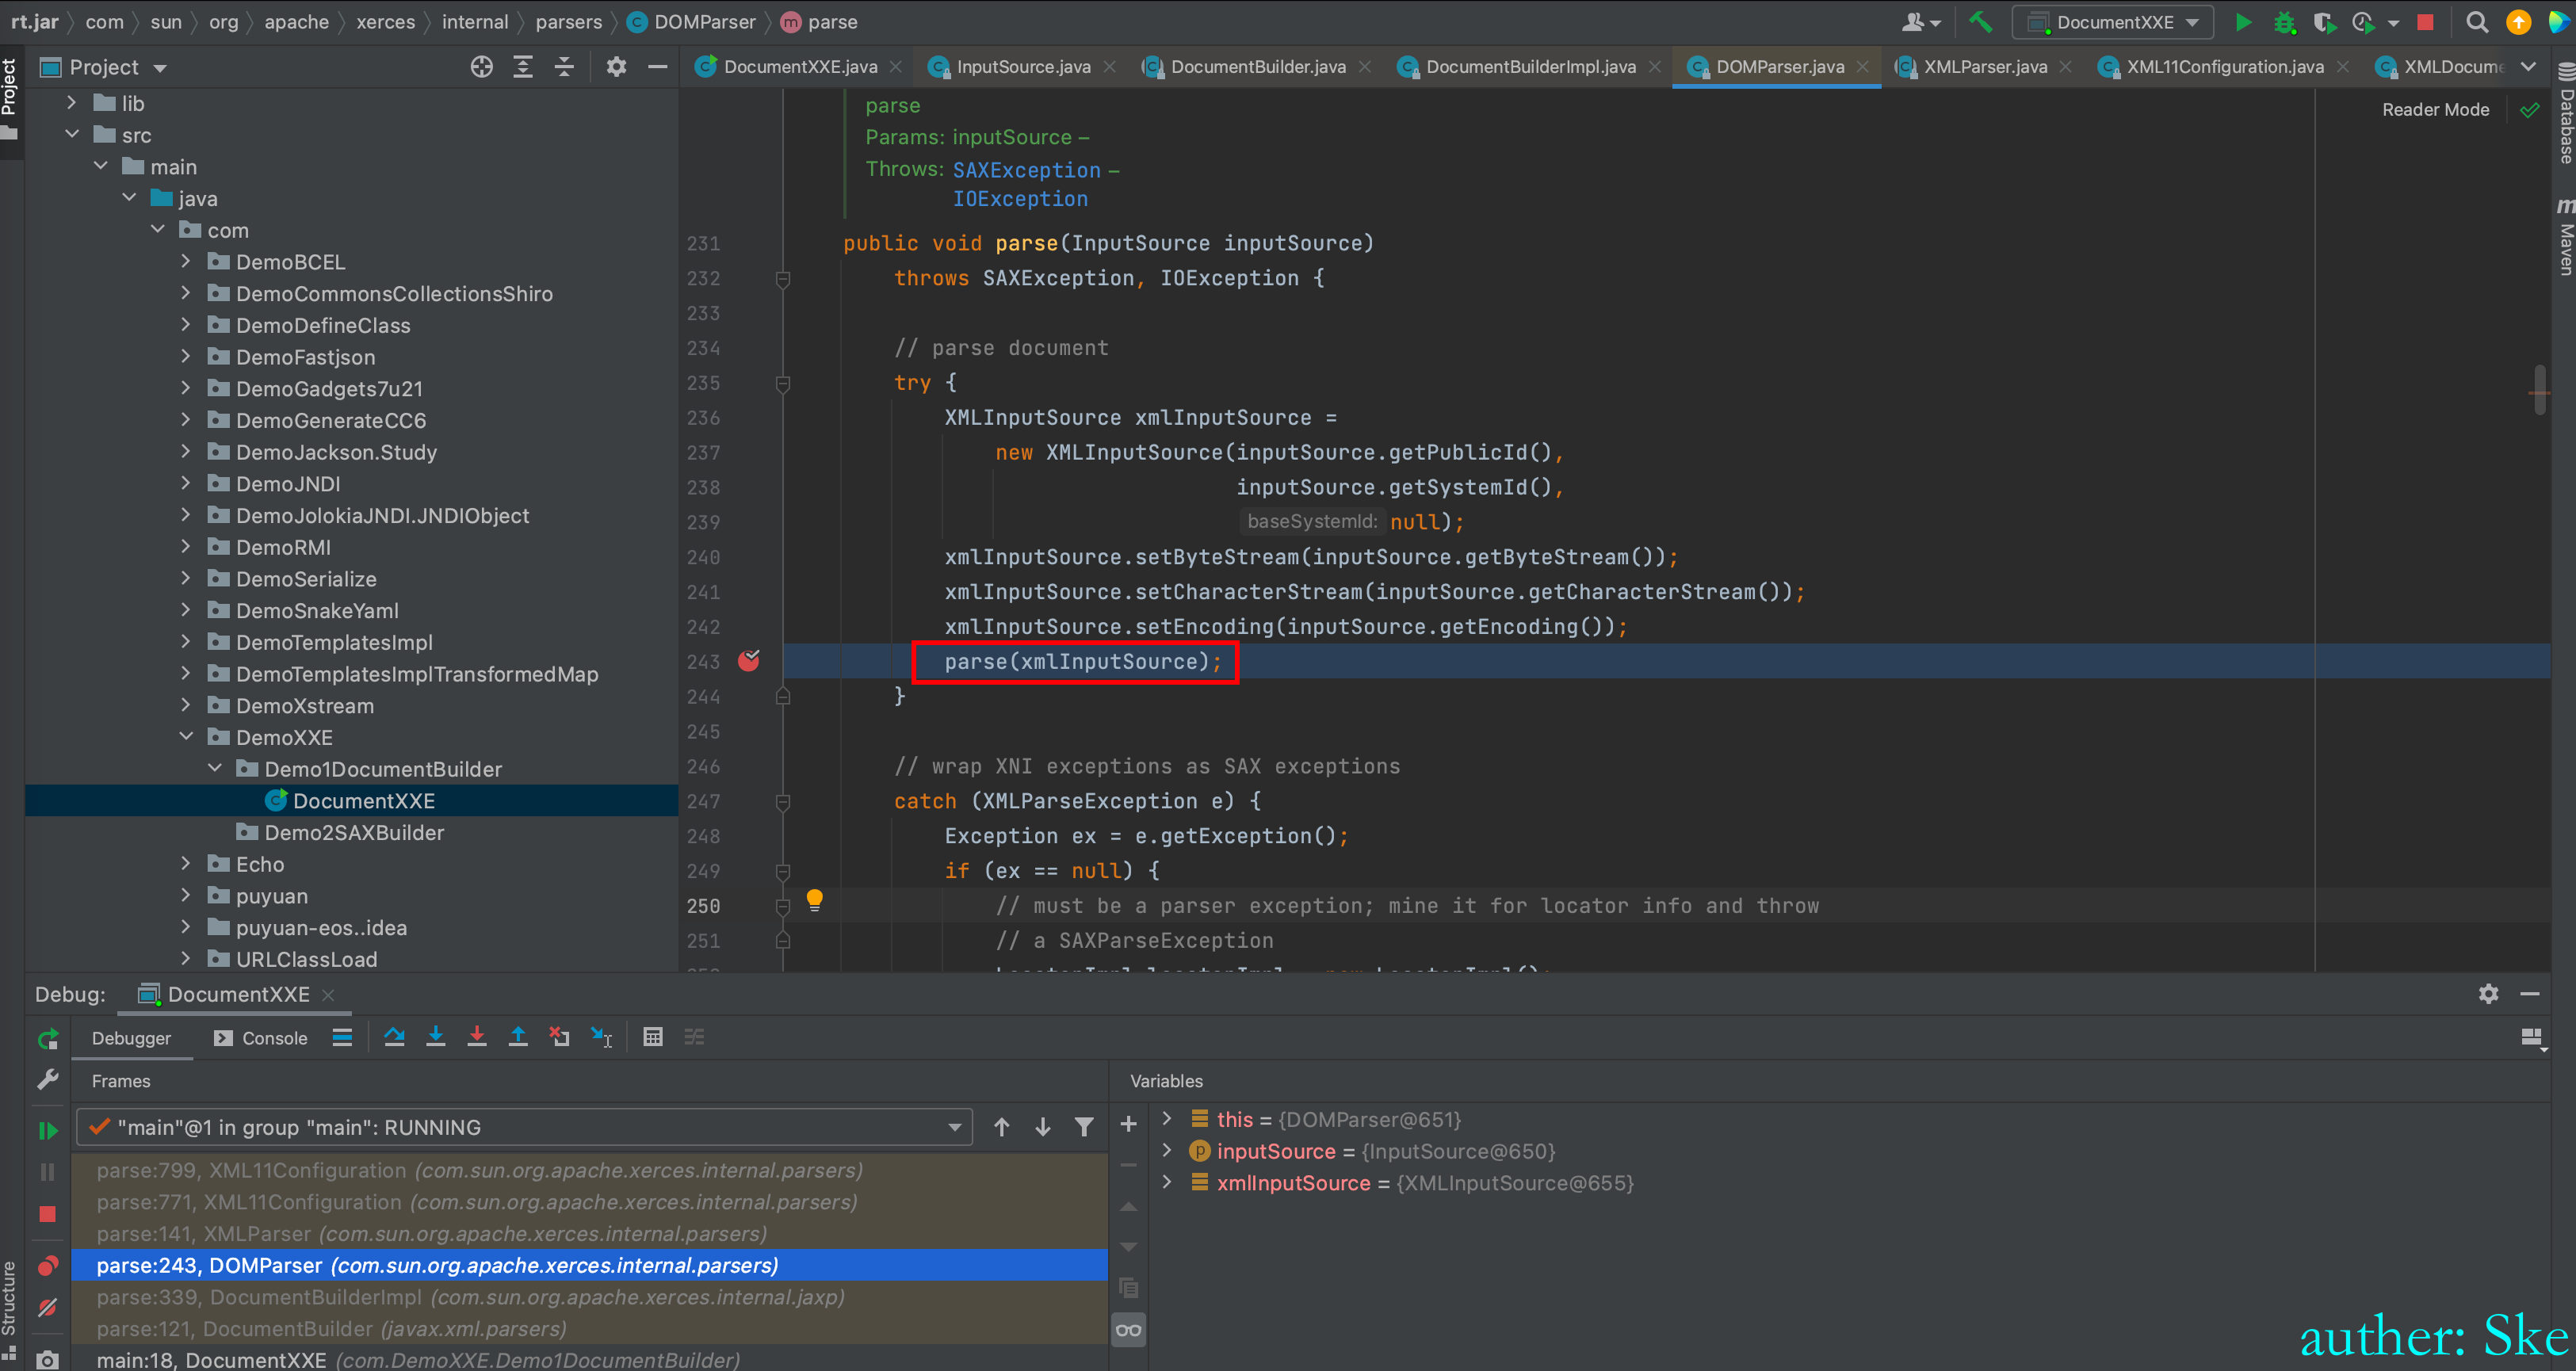 rt.jar com sun org apache xerces internal parsers DOMParser parse DocumentXXE
Project
DocumentXXE.java InputSource.java DocumentBuilder.java DocumentBuilderImpl.java DOMParser.java XMLParser.java XML11Configuration.java XMLDocume
Project
lib
src
main
java
com
DemoBCEL
DemoCommonsCollectionsShiro
DemoDefineClass
DemoFastjson
DemoGadgets7u21
DemoGenerateCC6
DemoJackson.Study
DemoJNDI
DemoJolokiaJNDI.JNDIObject
DemoRMI
DemoSerialize
DemoSnakeYaml
DemoTemplatesImpl
DemoTemplatesImplTransformedMap
DemoXstream
DemoXXE
Demo1DocumentBuilder
DocumentXXE
Demo2SAXBuilder
Echo
puyuan
puyuan-eos..idea
URLClassLoad
Reader Mode
parse
Params: inputSource –
Throws: SAXException –
IOException
231 public void parse(InputSource inputSource)
232 throws SAXException, IOException {
233
234 // parse document
235 try {
236 XMLInputSource xmlInputSource =
237 new XMLInputSource(inputSource.getPublicId(),
238 inputSource.getSystemId(),
239 baseSystemId: null);
240 xmlInputSource.setByteStream(inputSource.getByteStream());
241 xmlInputSource.setCharacterStream(inputSource.getCharacterStream());
242 xmlInputSource.setEncoding(inputSource.getEncoding());
243 parse(xmlInputSource);
244 }
245
246 // wrap XNI exceptions as SAX exceptions
247 catch (XMLParseException e) {
248 Exception ex = e.getException();
249 if (ex == null) {
250 // must be a parser exception; mine it for locator info and throw
251 // a SAXParseException
Database
Maven
Debug: DocumentXXE
Debugger Console
Frames
"main"@1 in group "main": RUNNING
parse:799, XML11Configuration (com.sun.org.apache.xerces.internal.parsers)
parse:771, XML11Configuration (com.sun.org.apache.xerces.internal.parsers)
parse:141, XMLParser (com.sun.org.apache.xerces.internal.parsers)
parse:243, DOMParser (com.sun.org.apache.xerces.internal.parsers)
parse:339, DocumentBuilderImpl (com.sun.org.apache.xerces.internal.jaxp)
parse:121, DocumentBuilder (javax.xml.parsers)
main:18, DocumentXXE (com.DemoXXE.Demo1DocumentBuilder)
Variables
this = {DOMParser@651}
inputSource = {InputSource@650}
xmlInputSource = {XMLInputSource@655}
Structure
auther: Ske